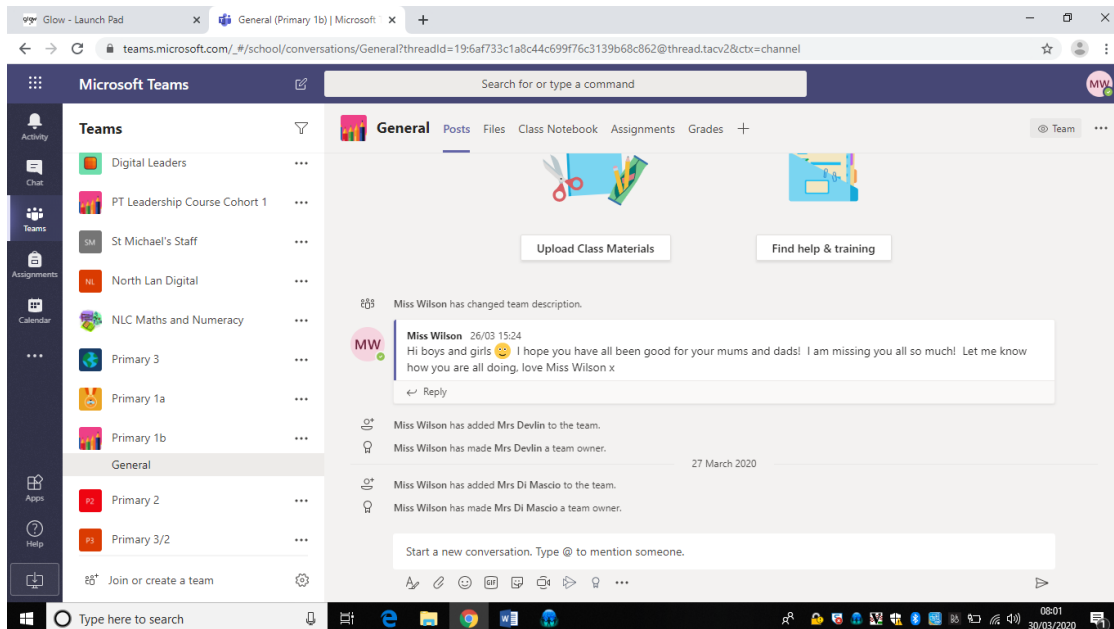 Glow - Launch Pad
General (Primary 1b) | Microsoft T
teams.microsoft.com/_#/school/conversations/General?threadId=19:6af733c1a8c44c699f76c3139b68c862@thread.tacv2&ctx=channel
Microsoft Teams
Search for or type a command
MW
Activity
Chat
Teams
Assignments
Calendar
Apps
Help
Teams
Digital Leaders
PT Leadership Course Cohort 1
SM St Michael's Staff
NL North Lan Digital
NLC Maths and Numeracy
Primary 3
Primary 1a
Primary 1b
General
P2 Primary 2
P3 Primary 3/2
Join or create a team
General Posts Files Class Notebook Assignments Grades
Team
Upload Class Materials
Find help & training
Miss Wilson has changed team description.
MW
Miss Wilson 26/03 15:24
Hi boys and girls 🙂 I hope you have all been good for your mums and dads! I am missing you all so much! Let me know
how you are all doing, love Miss Wilson x
Reply
Miss Wilson has added Mrs Devlin to the team.
Miss Wilson has made Mrs Devlin a team owner.
27 March 2020
Miss Wilson has added Mrs Di Mascio to the team.
Miss Wilson has made Mrs Di Mascio a team owner.
Start a new conversation. Type @ to mention someone.
GIF
Type here to search
08:01
30/03/2020